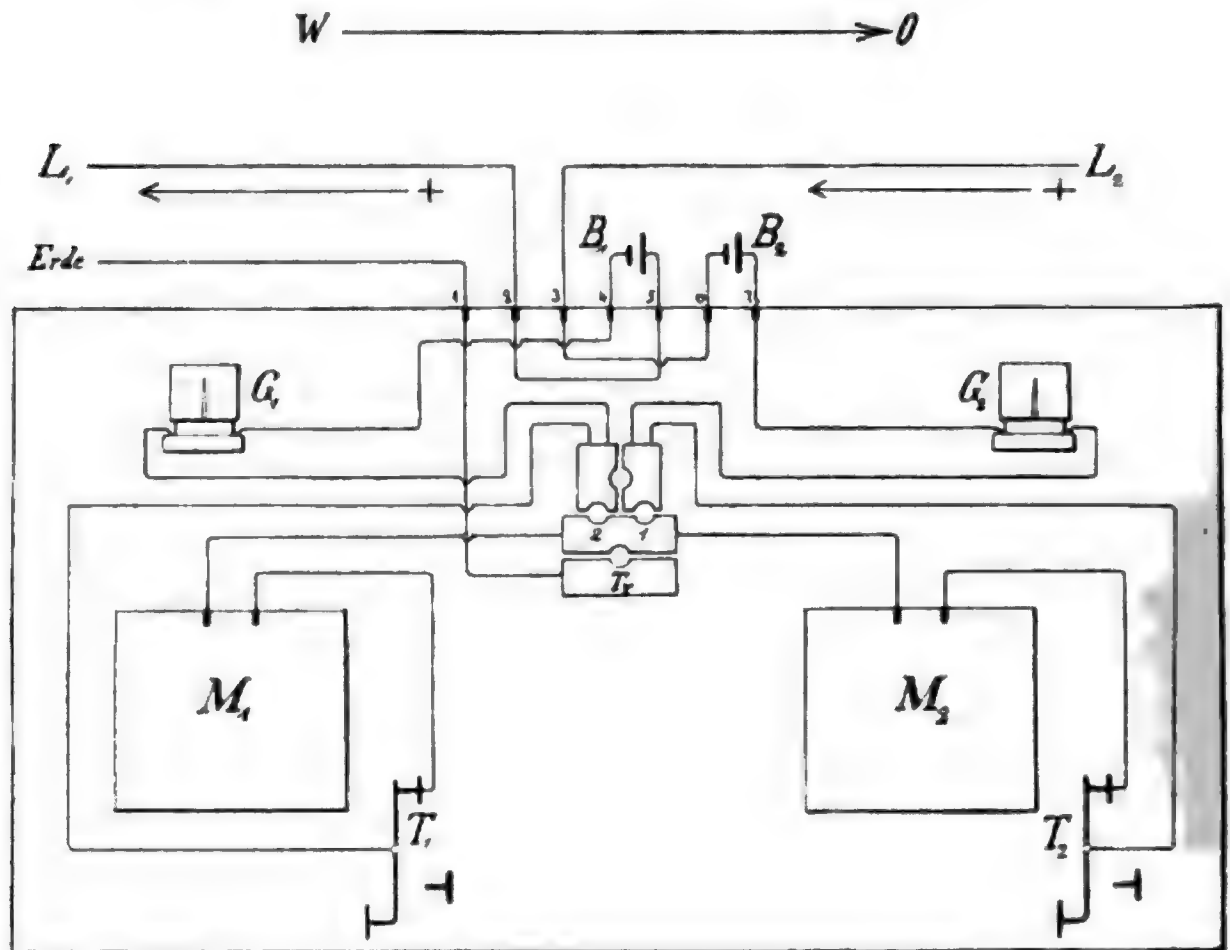 W O
L₁ + + L₂
B₁ B₂
Erde
1 2 3 4 5 6 7
G₁ G₂
2 1
Tr
M₁ M₂
T₁ T₂